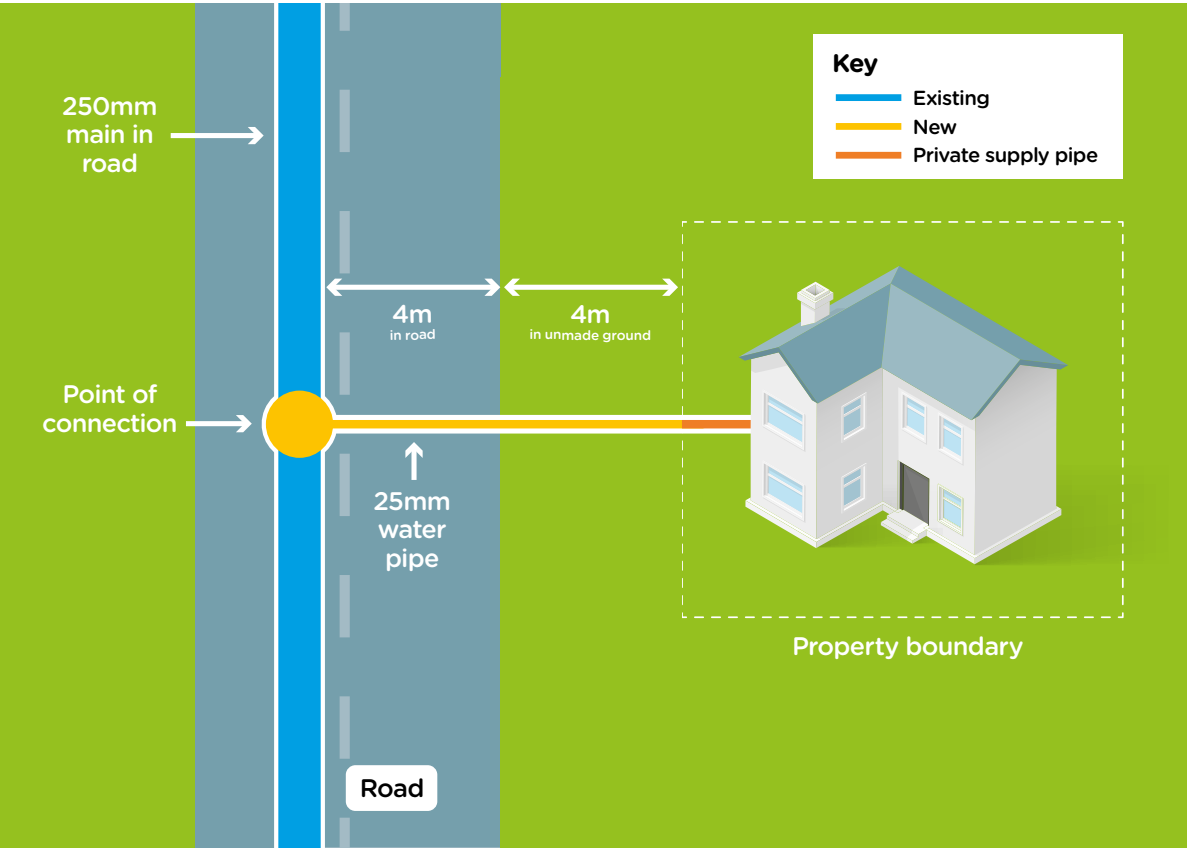 Key
Existing
New
Private supply pipe
250mm
main in
road
4m
in road
4m
in unmade ground
Point of
connection
25mm
water
pipe
Property boundary
Road